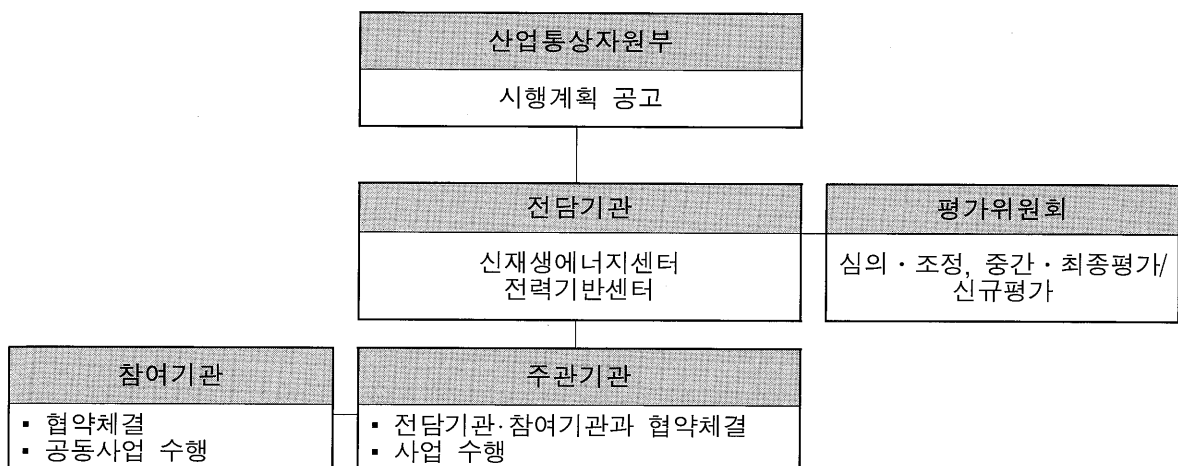 산업통상자원부
시행계획 공고
전담기관
신재생에너지센터
전력기반센터
평가위원회
심의·조정, 중간·최종평가/
신규평가
참여기관
▪ 협약체결
▪ 공동사업 수행
주관기관
▪ 전담기관·참여기관과 협약체결
▪ 사업 수행